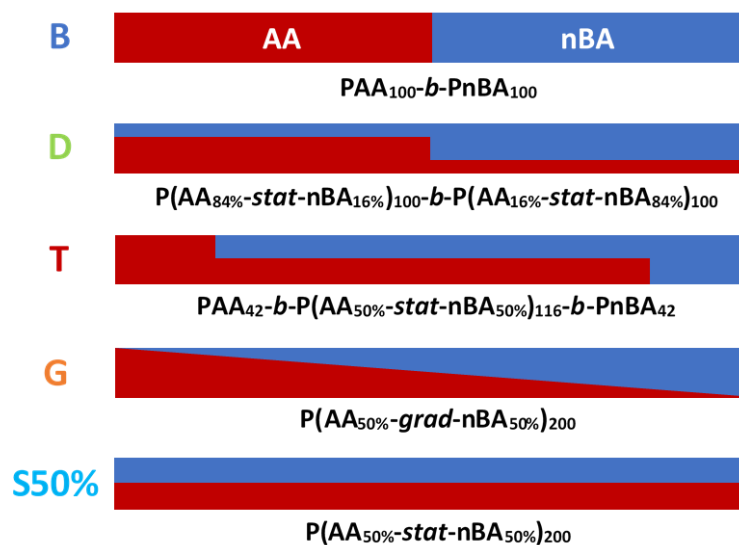 B
AA nBA
PAA₁₀₀-b-PnBA₁₀₀
D
P(AA₈₄%-stat-nBA₁₆%)₁₀₀-b-P(AA₁₆%-stat-nBA₈₄%)₁₀₀
T
PAA₄₂-b-P(AA₅₀%-stat-nBA₅₀%)₁₁₆-b-PnBA₄₂
G
P(AA₅₀%-grad-nBA₅₀%)₂₀₀
S50%
P(AA₅₀%-stat-nBA₅₀%)₂₀₀